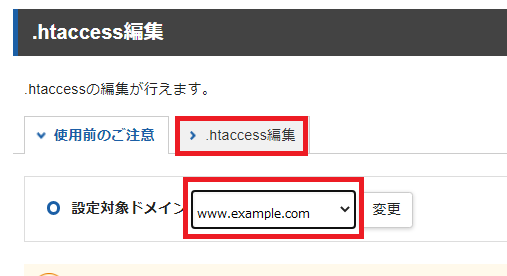 .htaccess編集
.htaccessの編集が行えます。
使用前のご注意
.htaccess編集
設定対象ドメイン
www.example.com
変更